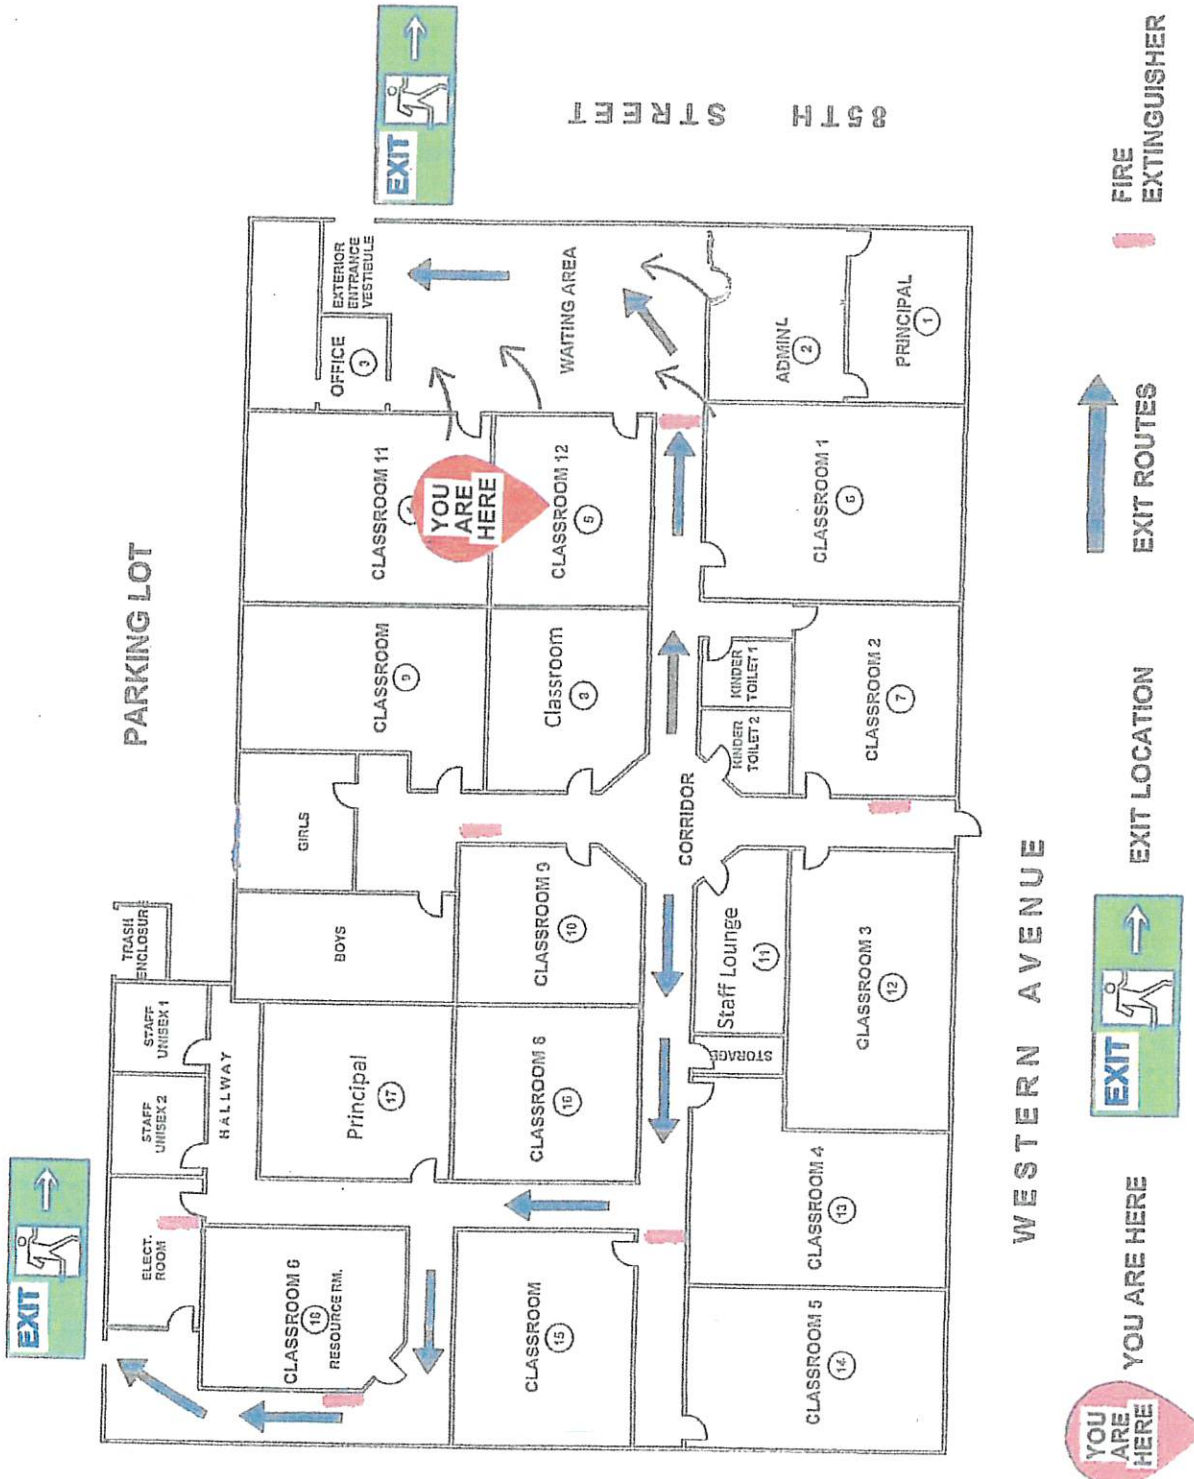 EXIT
STAFF
UNISEX 2
STAFF
UNISEX 1
TRASH
ENCLOSURE
PARKING LOT
ELECT.
ROOM
HALLWAY
CLASSROOM 6
18
RESOURCE RM.
Principal
17
BOYS
GIRLS
CLASSROOM
9
CLASSROOM 11
OFFICE
3
EXTERIOR
ENTRANCE
VESTIBULE
EXIT
YOU
ARE
HERE
CLASSROOM
15
CLASSROOM
16
CLASSROOM 9
10
Classroom
8
CLASSROOM 12
5
WAITING AREA
85TH STREET
CORRIDOR
STORAGE
Staff Lounge
11
KINDER
TOILET 2
KINDER
TOILET 1
ADMINL
2
CLASSROOM 5
14
CLASSROOM 4
13
CLASSROOM 3
12
CLASSROOM 2
7
CLASSROOM 1
6
PRINCIPAL
1
WESTERN AVENUE
YOU
ARE
HERE
YOU ARE HERE
EXIT
EXIT LOCATION
EXIT ROUTES
FIRE
EXTINGUISHER